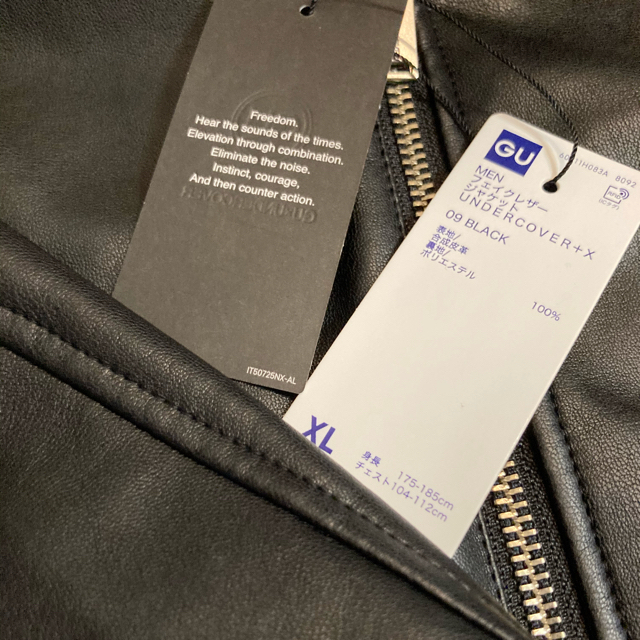 Freedom.
Hear the sounds of the times.
Elevation through combination.
Eliminate the noise.
Instinct, courage,
And then counter action.
IT50725NX-AL
GU
8092
MEN
フェイクレザー
ジャケット
UNDERCOVER+X
09 BLACK
表地/
合成皮革
裏地/
ポリエステル
100%
XL
身長
175-185cm
チェスト104-112cm